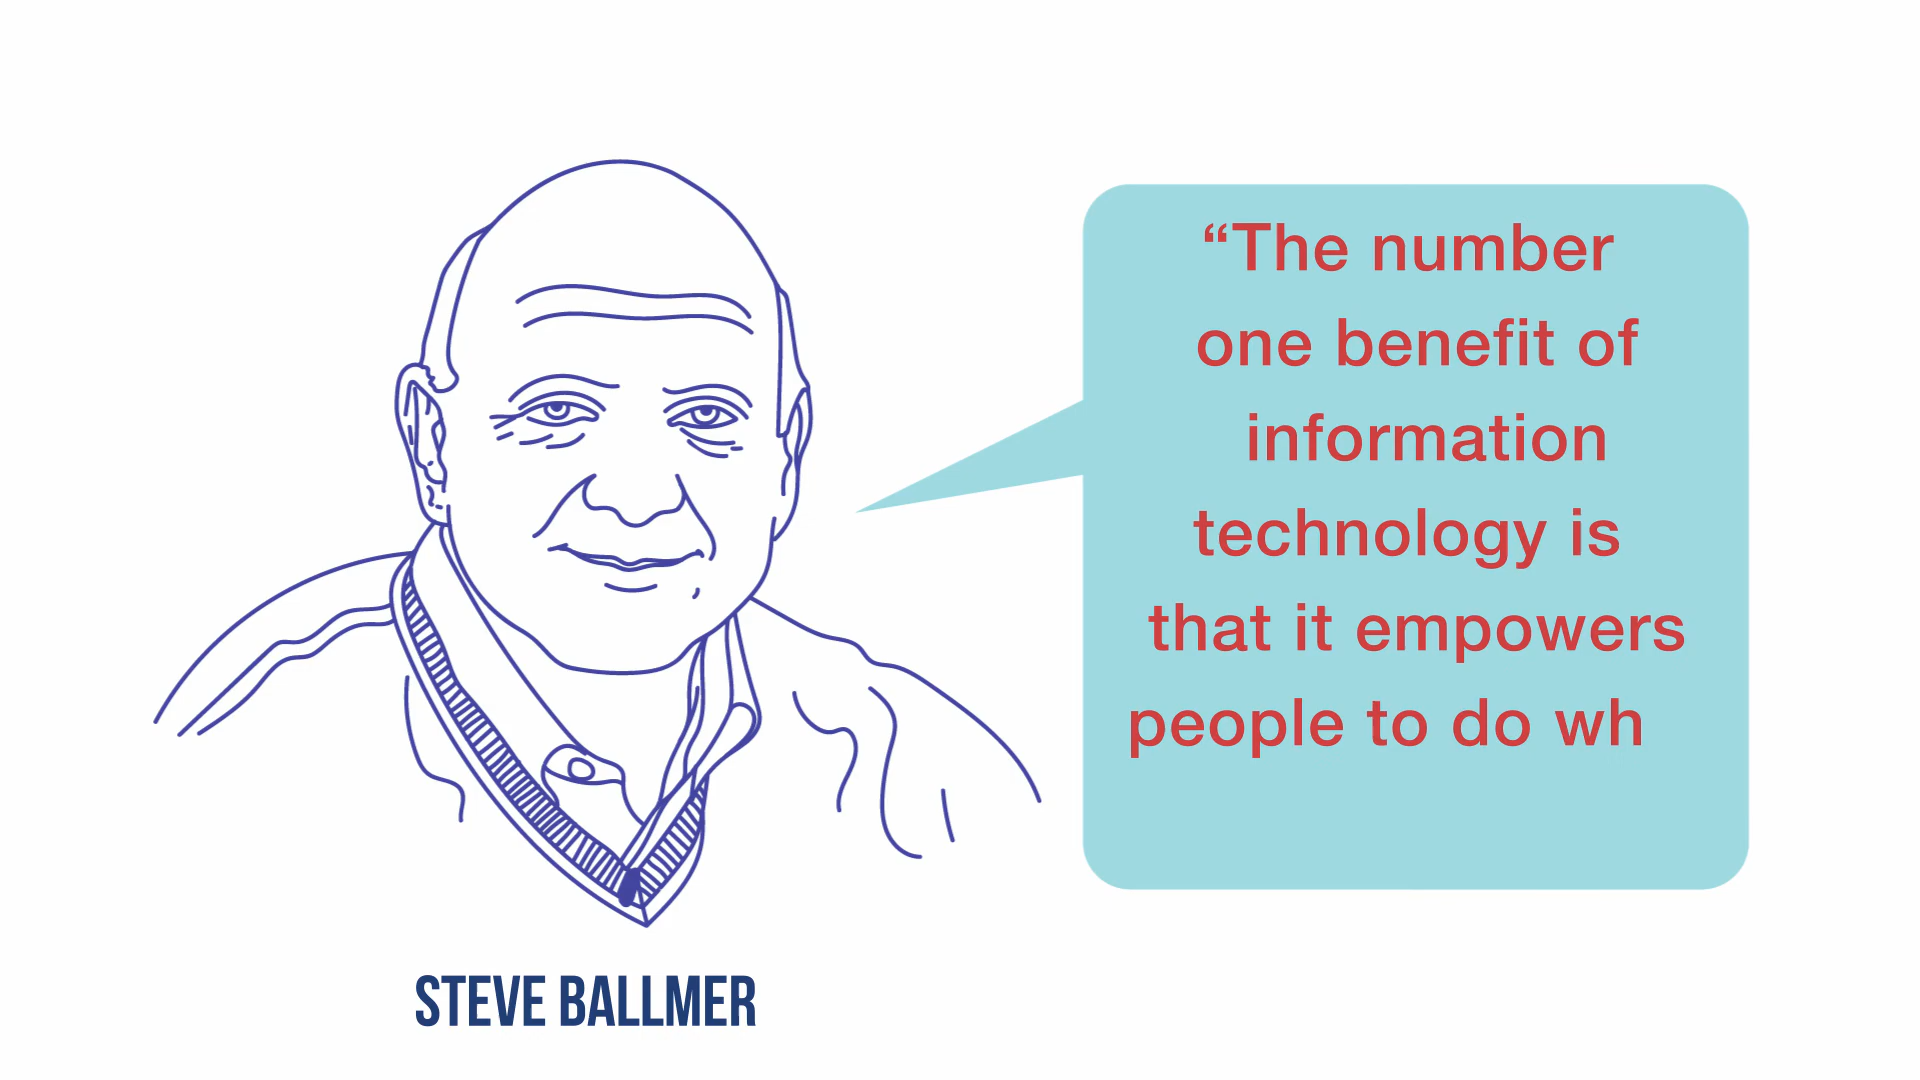 “The number
one benefit of
information
technology is
that it empowers
people to do wh
STEVE BALLMER